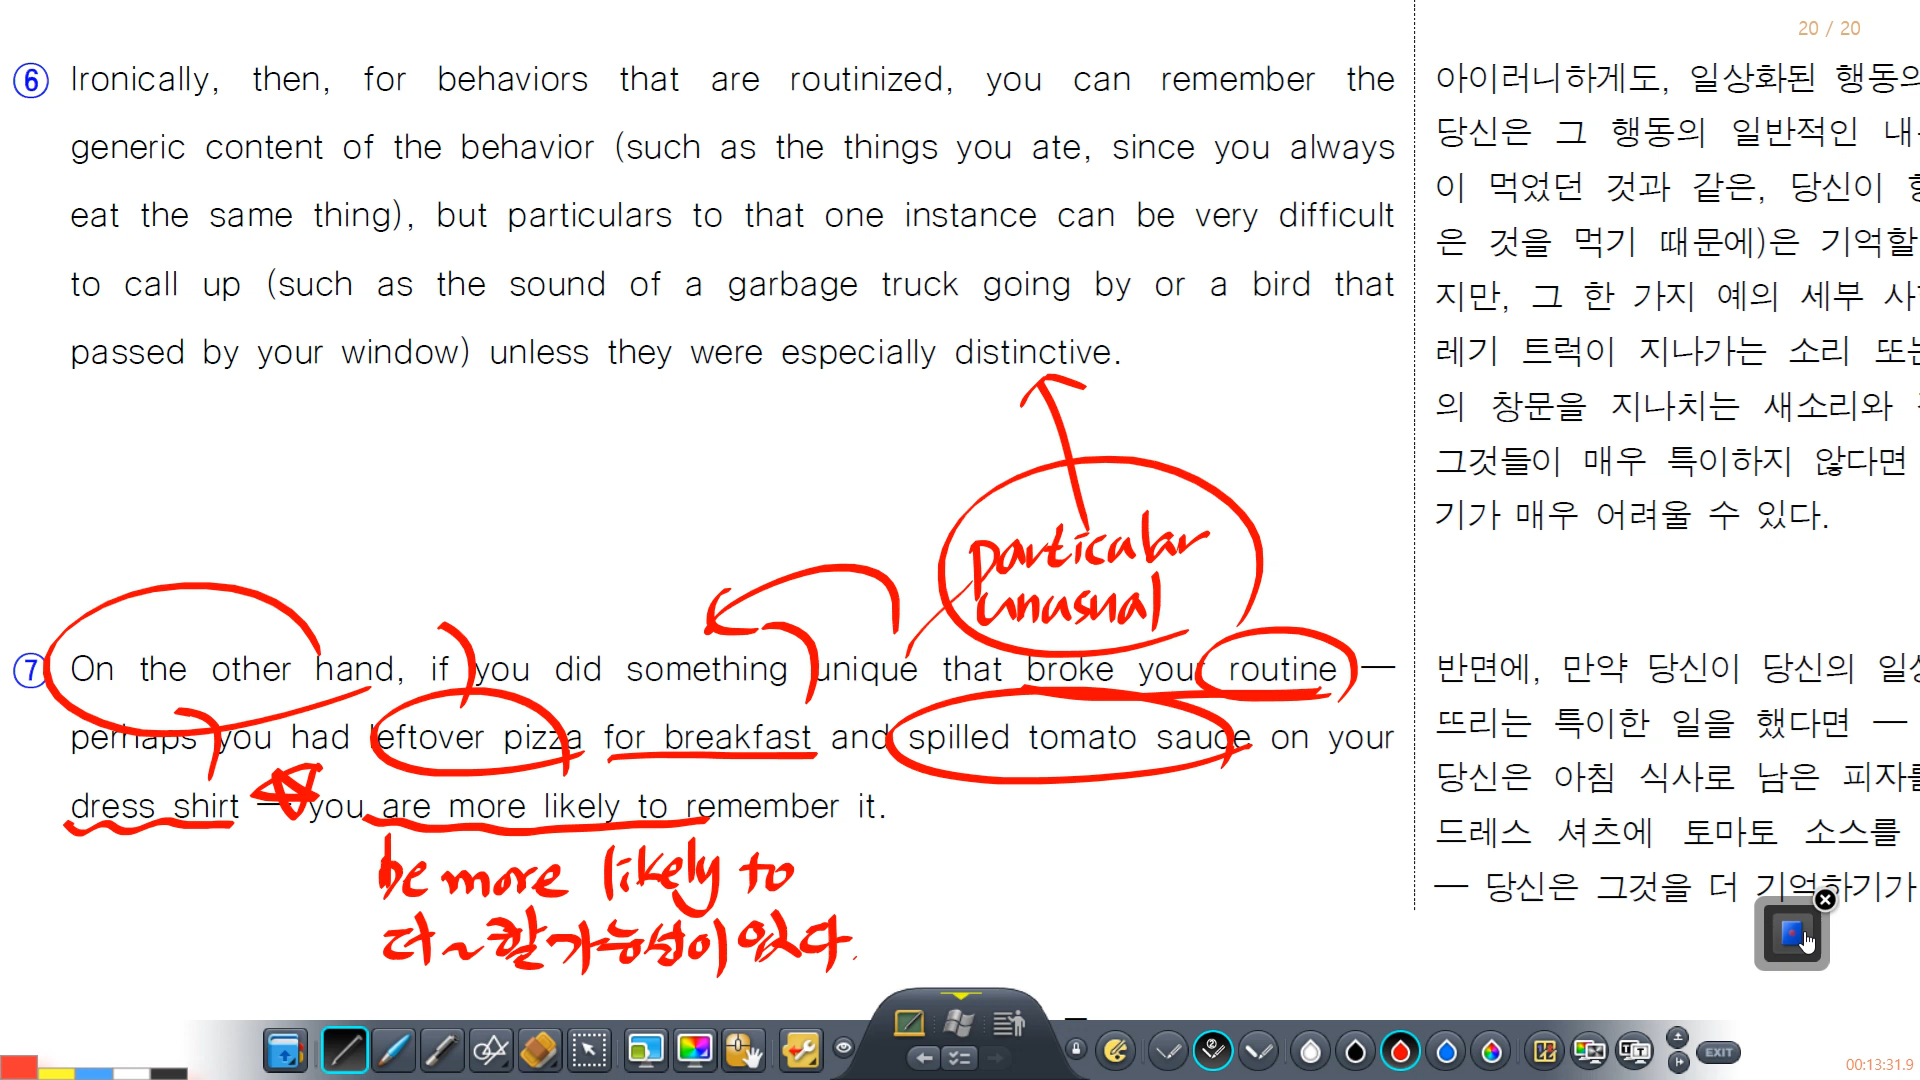 20 / 20
⑥ Ironically, then, for behaviors that are routinized, you can remember the
generic content of the behavior (such as the things you ate, since you always
eat the same thing), but particulars to that one instance can be very difficult
to call up (such as the sound of a garbage truck going by or a bird that
passed by your window) unless they were especially distinctive.
아이러니하게도, 일상화된 행동의
당신은 그 행동의 일반적인
이 먹었던 것과 같은, 당신이
은 것을 먹기 때문에)은 기억할
지만, 그 한 가지 예의 세부
레기 트럭이 지나가는 소리 또는
의 창문을 지나치는 새소리와
그것들이 매우 특이하지 않다면
기가 매우 어려울 수 있다.
particular
unusual
⑦ On the other hand, if you did something unique that broke your routine —
perhaps you had leftover pizza for breakfast and spilled tomato sauce on your
dress shirt — you are more likely to remember it.
be more likely to
더 ~ 할 가능성이 있다.
반면에, 만약 당신이 당신의
뜨리는 특이한 일을 했다면 —
당신은 아침 식사로 남은 피자를
드레스 셔츠에 토마토 소스를
— 당신은 그것을 더 기억하기가
EXIT
00:13:31.9